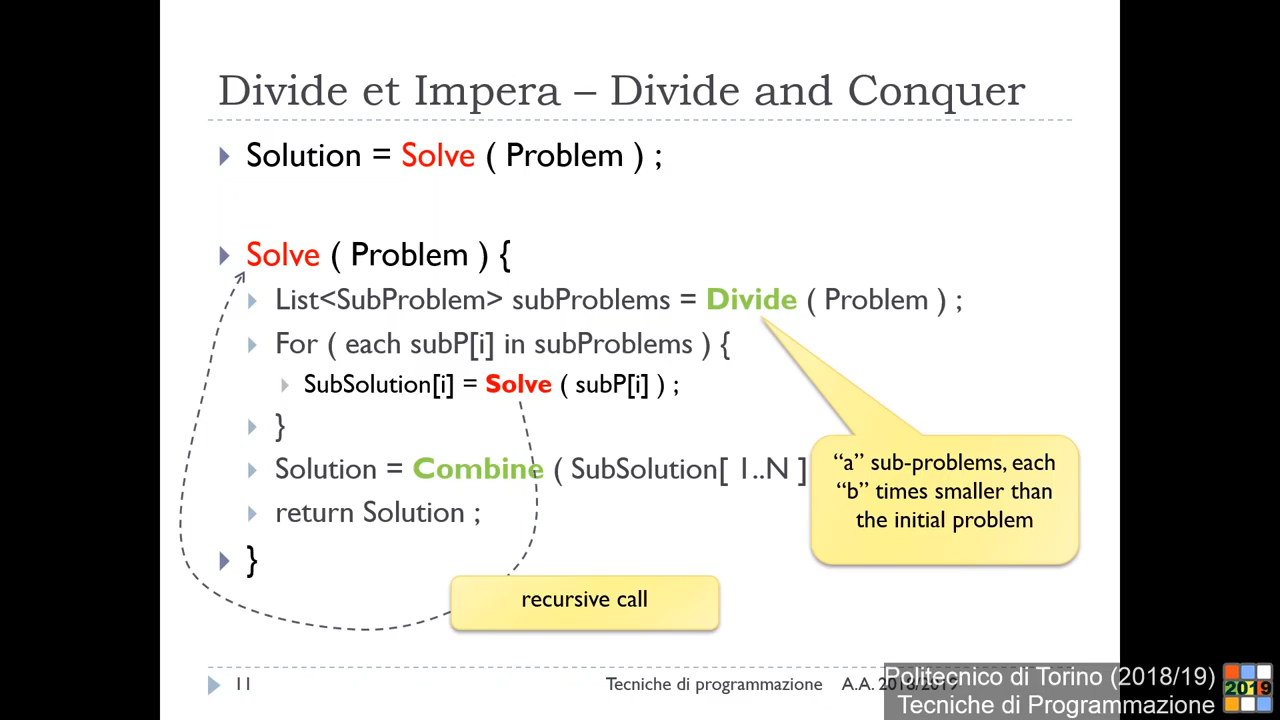 Divide et Impera – Divide and Conquer
Solution = Solve ( Problem ) ;
Solve ( Problem ) {
List<SubProblem> subProblems = Divide ( Problem ) ;
For ( each subP[i] in subProblems ) {
SubSolution[i] = Solve ( subP[i] ) ;
}
Solution = Combine ( SubSolution[ 1..N ]
return Solution ;
}
“a” sub-problems, each
“b” times smaller than
the initial problem
recursive call
11
Tecniche di programmazione A.A. 2018/2019
Politecnico di Torino (2018/19)
Tecniche di Programmazione
2019